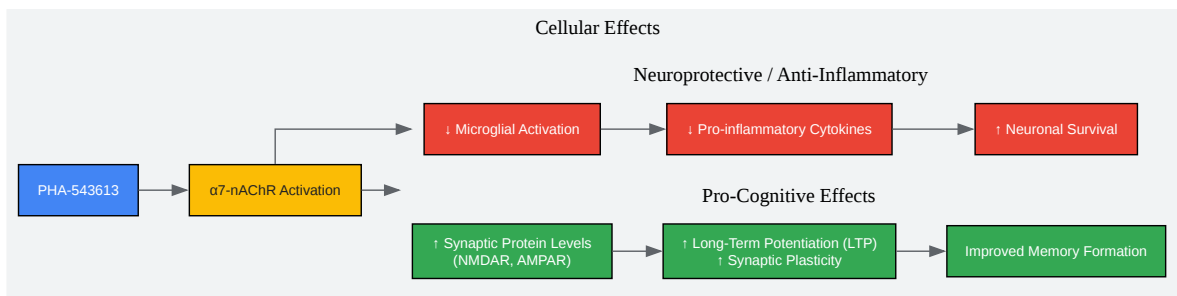 Cellular Effects
Neuroprotective / Anti-Inflammatory
↓ Microglial Activation
↓ Pro-inflammatory Cytokines
↑ Neuronal Survival
PHA-543613
α7-nAChR Activation
Pro-Cognitive Effects
↑ Synaptic Protein Levels
(NMDAR, AMPAR)
↑ Long-Term Potentiation (LTP)
↑ Synaptic Plasticity
Improved Memory Formation